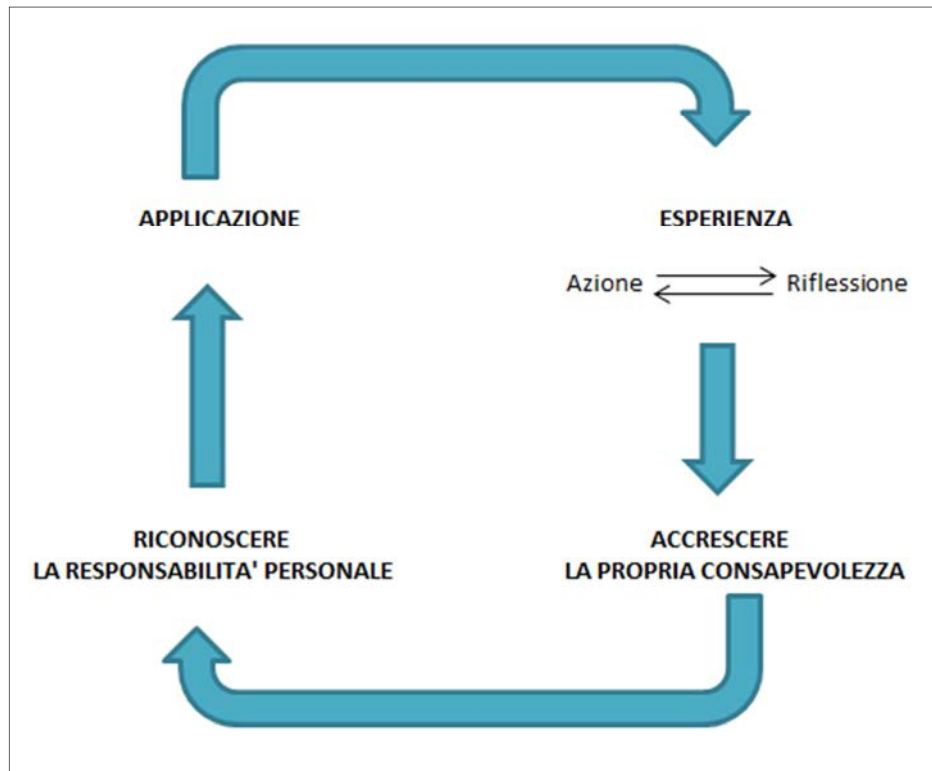 APPLICAZIONE
ESPERIENZA
Azione
Riflessione
RICONOSCERE
LA RESPONSABILITA' PERSONALE
ACCRESCERE
LA PROPRIA CONSAPEVOLEZZA